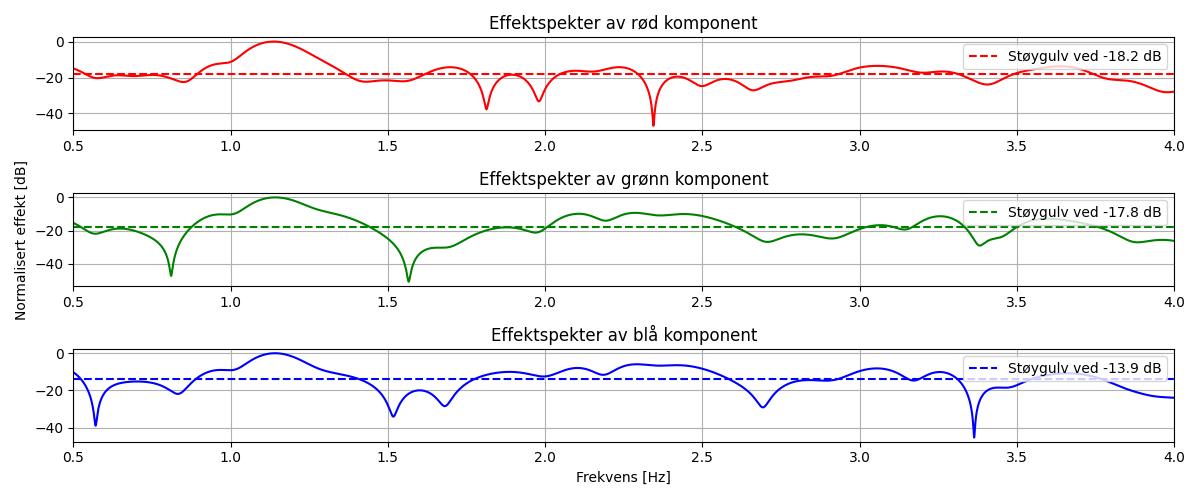 Effektspekter av rød komponent
0
−20
−40
Støygulv ved -18.2 dB
0.5 1.0 1.5 2.0 2.5 3.0 3.5 4.0
Effektspekter av grønn komponent
Normalisert effekt [dB]
0
−20
−40
Støygulv ved -17.8 dB
0.5 1.0 1.5 2.0 2.5 3.0 3.5 4.0
Effektspekter av blå komponent
0
−20
−40
Støygulv ved -13.9 dB
0.5 1.0 1.5 2.0 2.5 3.0 3.5 4.0
Frekvens [Hz]